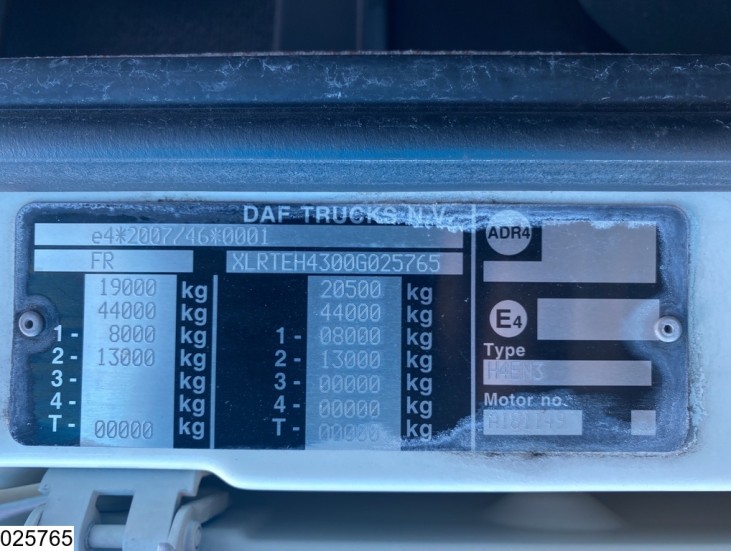 DAF TRUCKS N.V.
e4*2007/46*0001
ADR4
FR XLRTEH4300G025765
19000 kg 20500 kg
44000 kg 44000 kg
1- 8000 kg 1- 08000 kg
2- 13000 kg 2- 13000 kg
3- kg 3- 00000 kg
4- kg 4- 00000 kg
T- 00000 kg T- 00000 kg
E4
Type
H4EN3
Motor no.
025765